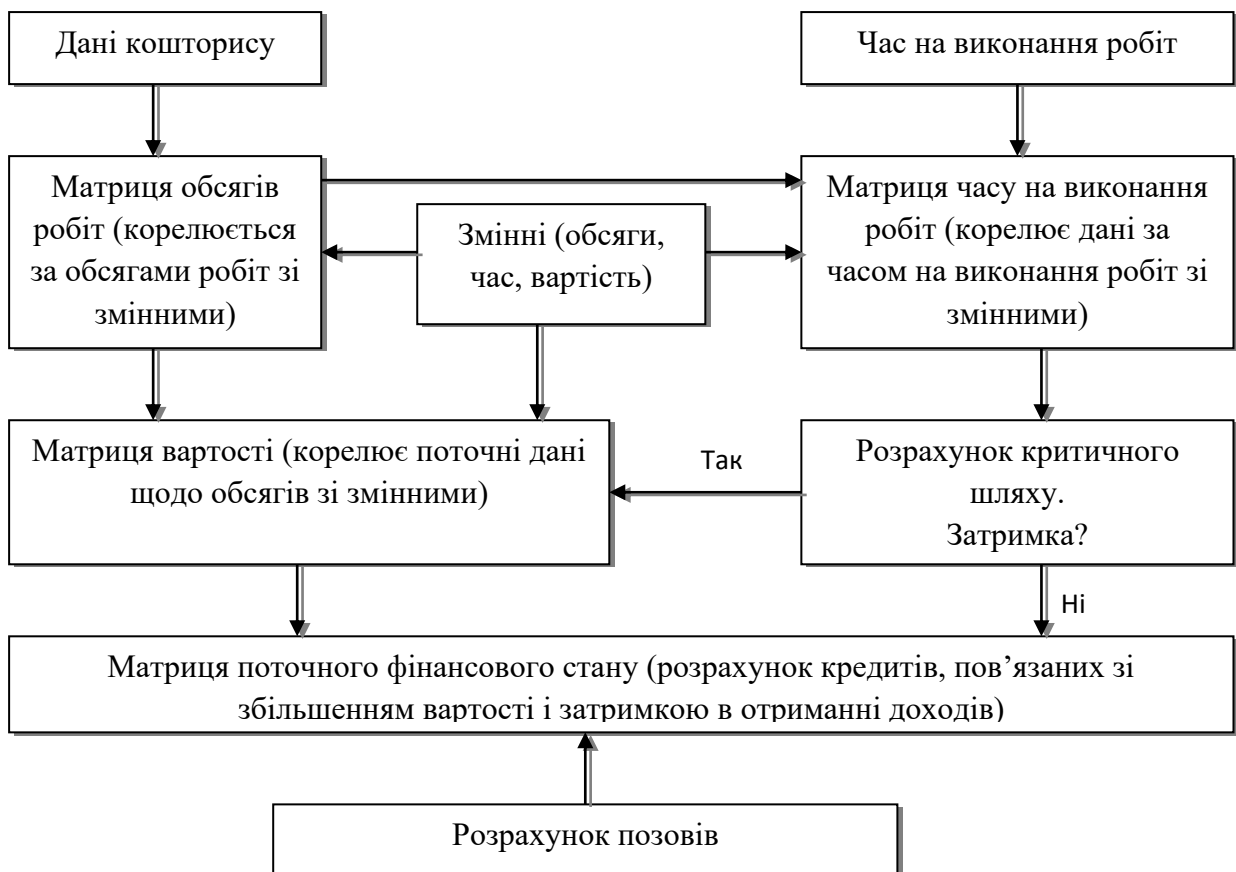 Дані кошторису
Час на виконання робіт
Матриця обсягів
робіт (корелюється
за обсягами робіт зі
змінними)
Змінні (обсяги,
час, вартість)
Матриця часу на виконання
робіт (корелює дані за
часом на виконання робіт зі
змінними)
Матриця вартості (корелює поточні дані
щодо обсягів зі змінними)
Так
Розрахунок критичного
шляху.
Затримка?
Ні
Матриця поточного фінансового стану (розрахунок кредитів, пов’язаних зі
збільшенням вартості і затримкою в отриманні доходів)
Розрахунок позовів